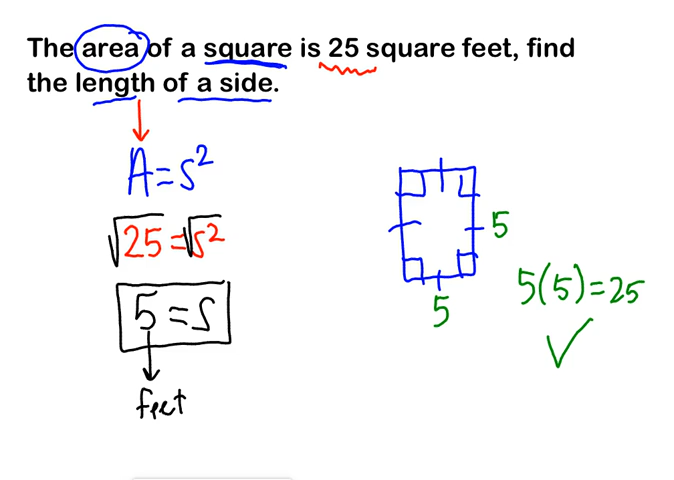 The area of a square is 25 square feet, find
the length of a side.
A=s²
√25=√s²
5=s
feet
5
5
5(5)=25